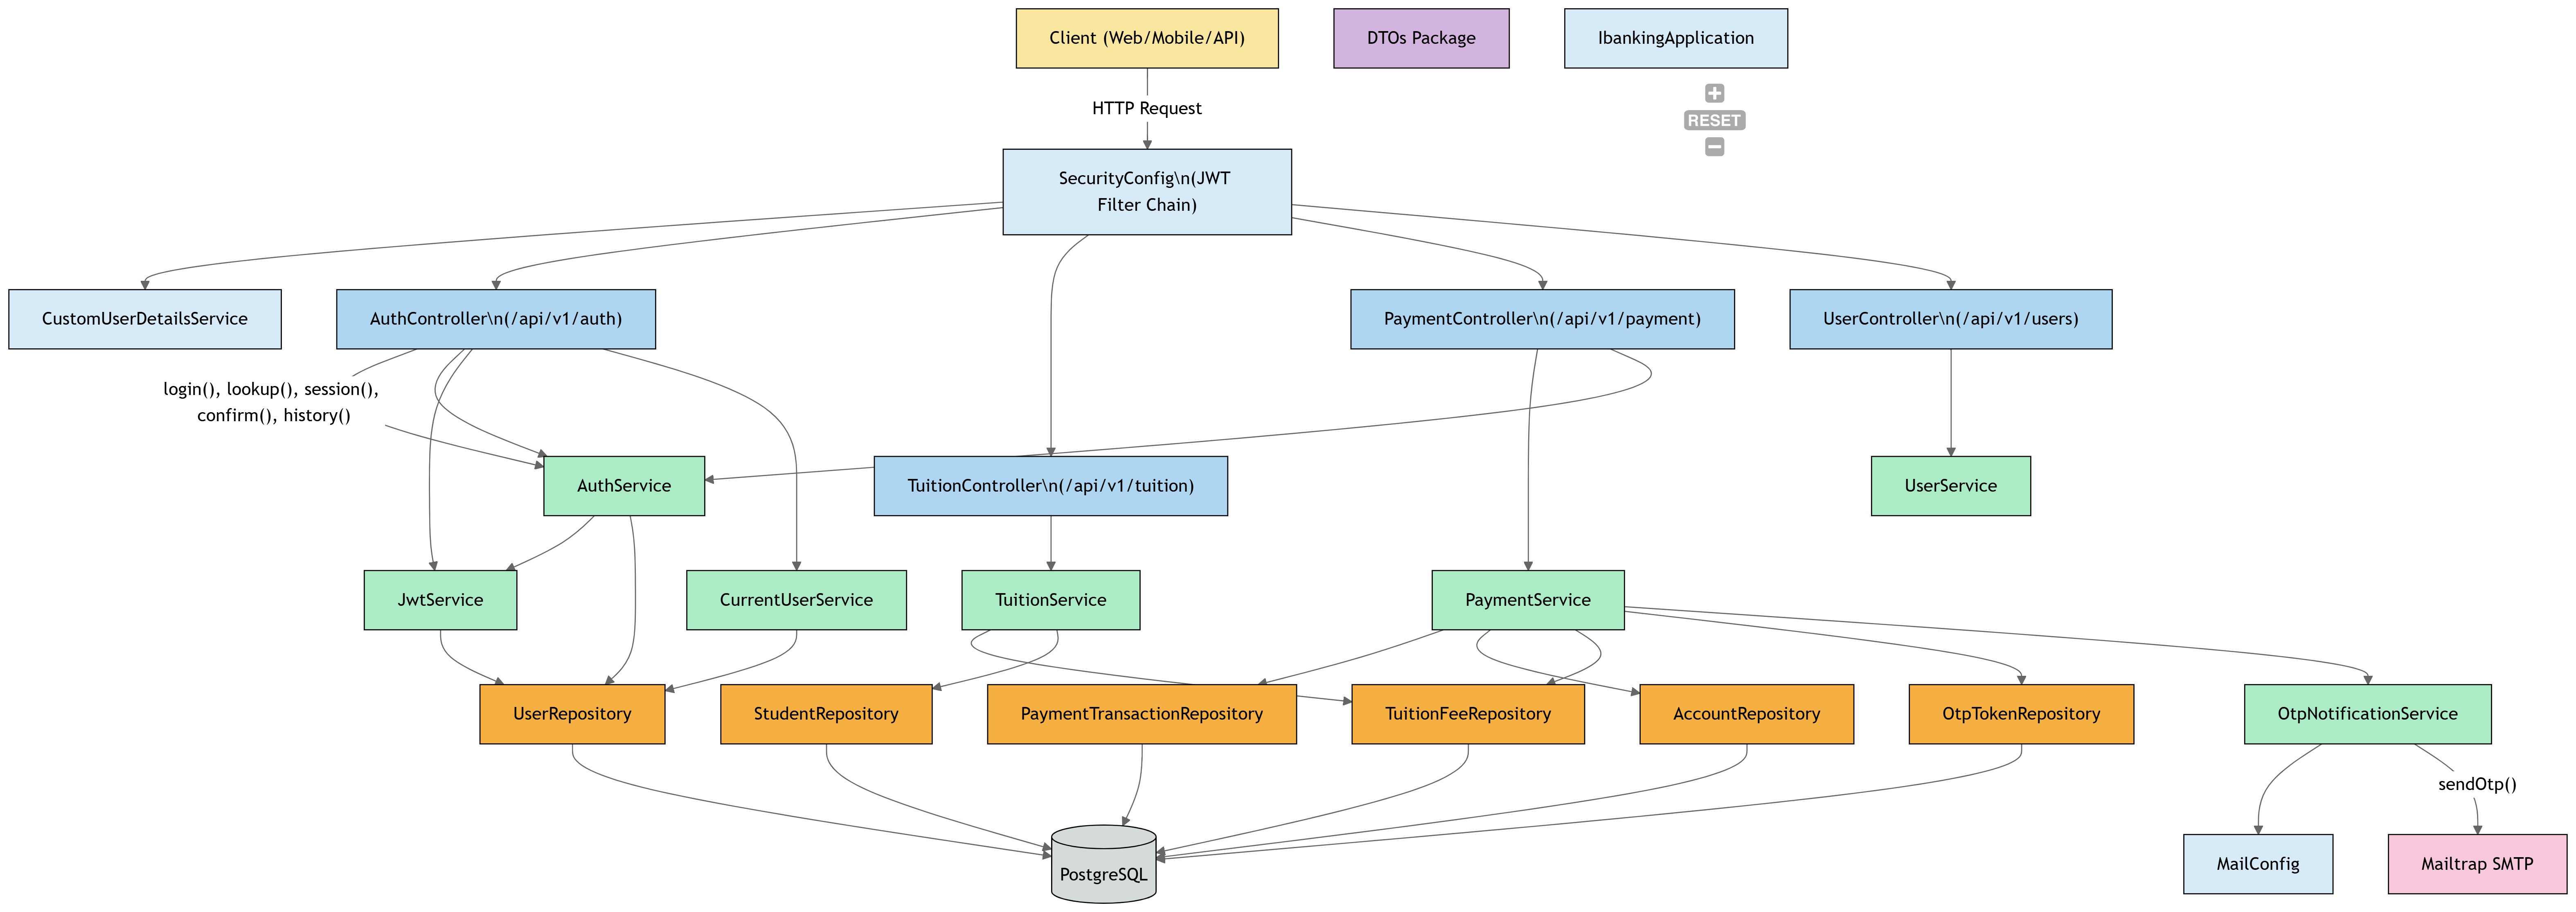 Client (Web/Mobile/API)
DTOs Package
IbankingApplication
HTTP Request
RESET
SecurityConfig\n(JWT
Filter Chain)
CustomUserDetailsService
AuthController\n(/api/v1/auth)
PaymentController\n(/api/v1/payment)
UserController\n(/api/v1/users)
login(), lookup(), session(),
confirm(), history()
AuthService
TuitionController\n(/api/v1/tuition)
UserService
JwtService
CurrentUserService
TuitionService
PaymentService
UserRepository
StudentRepository
PaymentTransactionRepository
TuitionFeeRepository
AccountRepository
OtpTokenRepository
OtpNotificationService
sendOtp()
PostgreSQL
MailConfig
Mailtrap SMTP